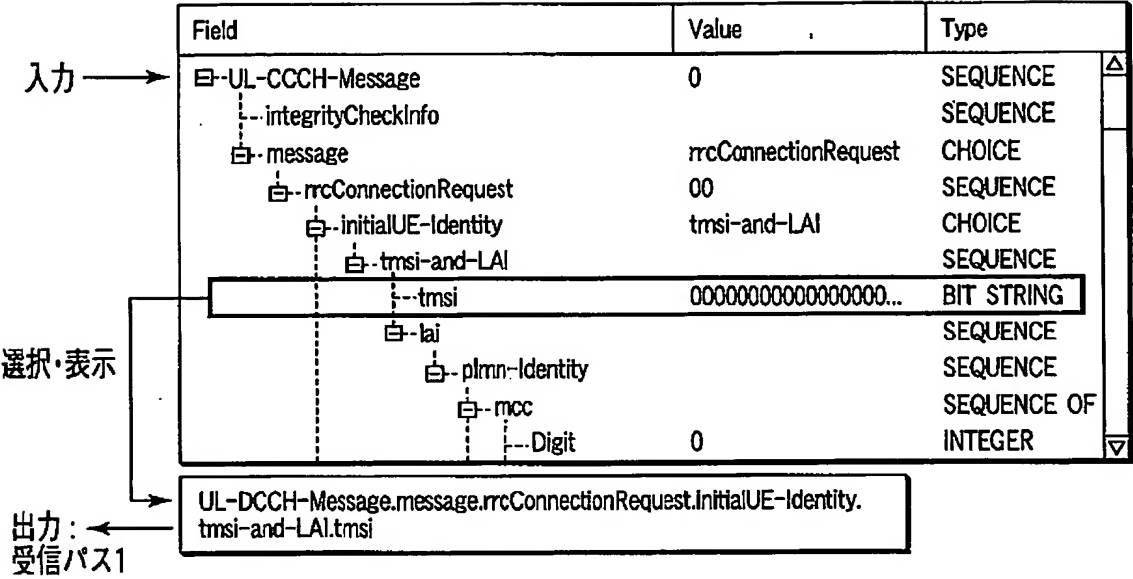 Field Value Type
入力 UL-CCCH-Message 0 SEQUENCE
integrityCheckInfo SEQUENCE
message rrcConnectionRequest CHOICE
rrcConnectionRequest 00 SEQUENCE
initialUE-Identity tmsi-and-LAI CHOICE
tmsi-and-LAI SEQUENCE
tmsi 00000000000000000... BIT STRING
lai SEQUENCE
選択・表示 plmn-Identity SEQUENCE
mcc SEQUENCE OF
Digit 0 INTEGER
UL-DCCH-Message.message.rrcConnectionRequest.initialUE-Identity.
tmsi-and-LAI.tmsi
出力:
受信パス1